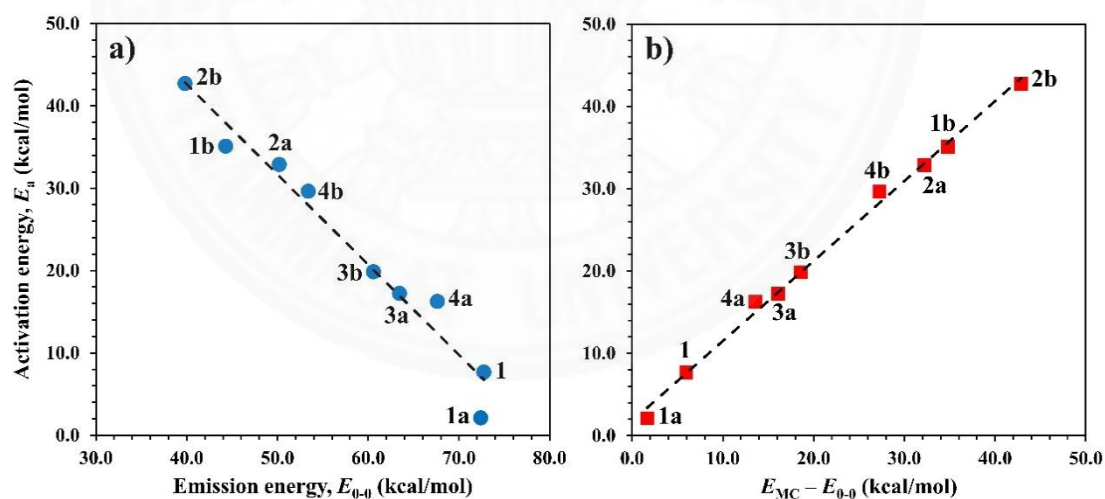 a)
Activation energy, Eₐ (kcal/mol)
50.0
40.0
30.0
20.0
10.0
0.0
2b
1b
2a
4b
3b
3a
4a
1
1a
30.0 40.0 50.0 60.0 70.0 80.0
Emission energy, E₀₋₀ (kcal/mol)
b)
50.0
40.0
30.0
20.0
10.0
0.0
2b
1b
2a
4b
3b
4a
3a
1
1a
0.0 10.0 20.0 30.0 40.0 50.0
E_MC – E₀₋₀ (kcal/mol)